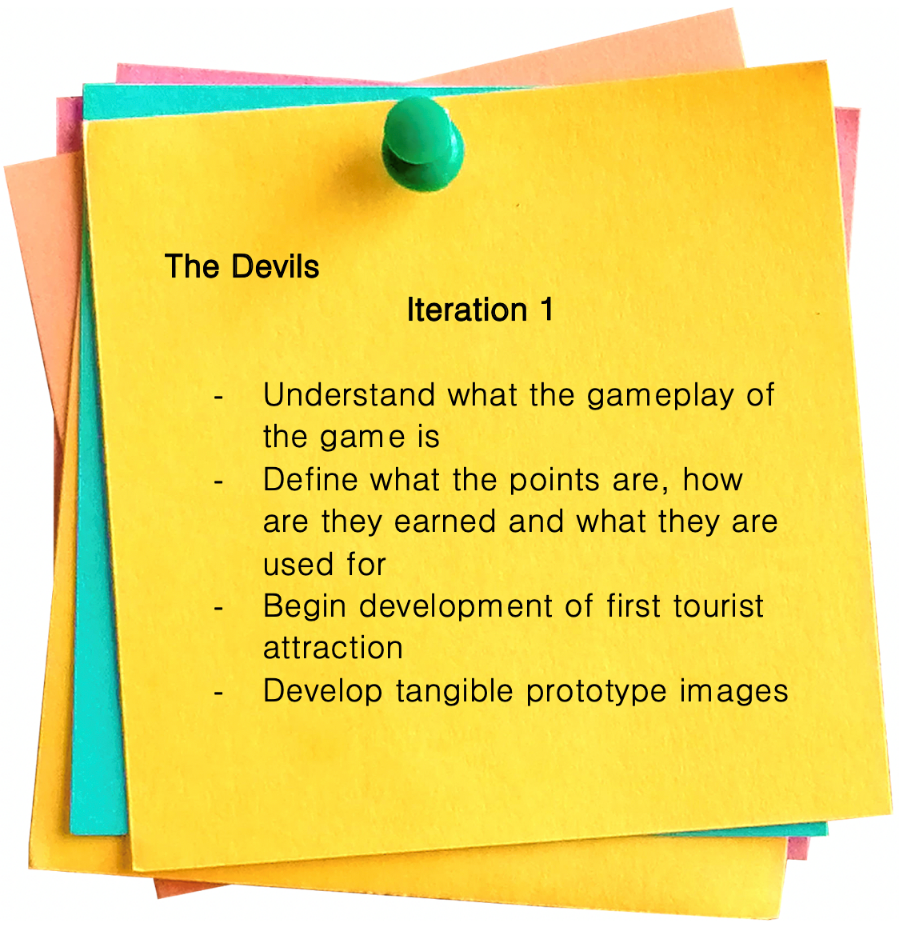 The Devils
Iteration 1
- Understand what the gameplay of
the game is
- Define what the points are, how
are they earned and what they are
used for
- Begin development of first tourist
attraction
- Develop tangible prototype images